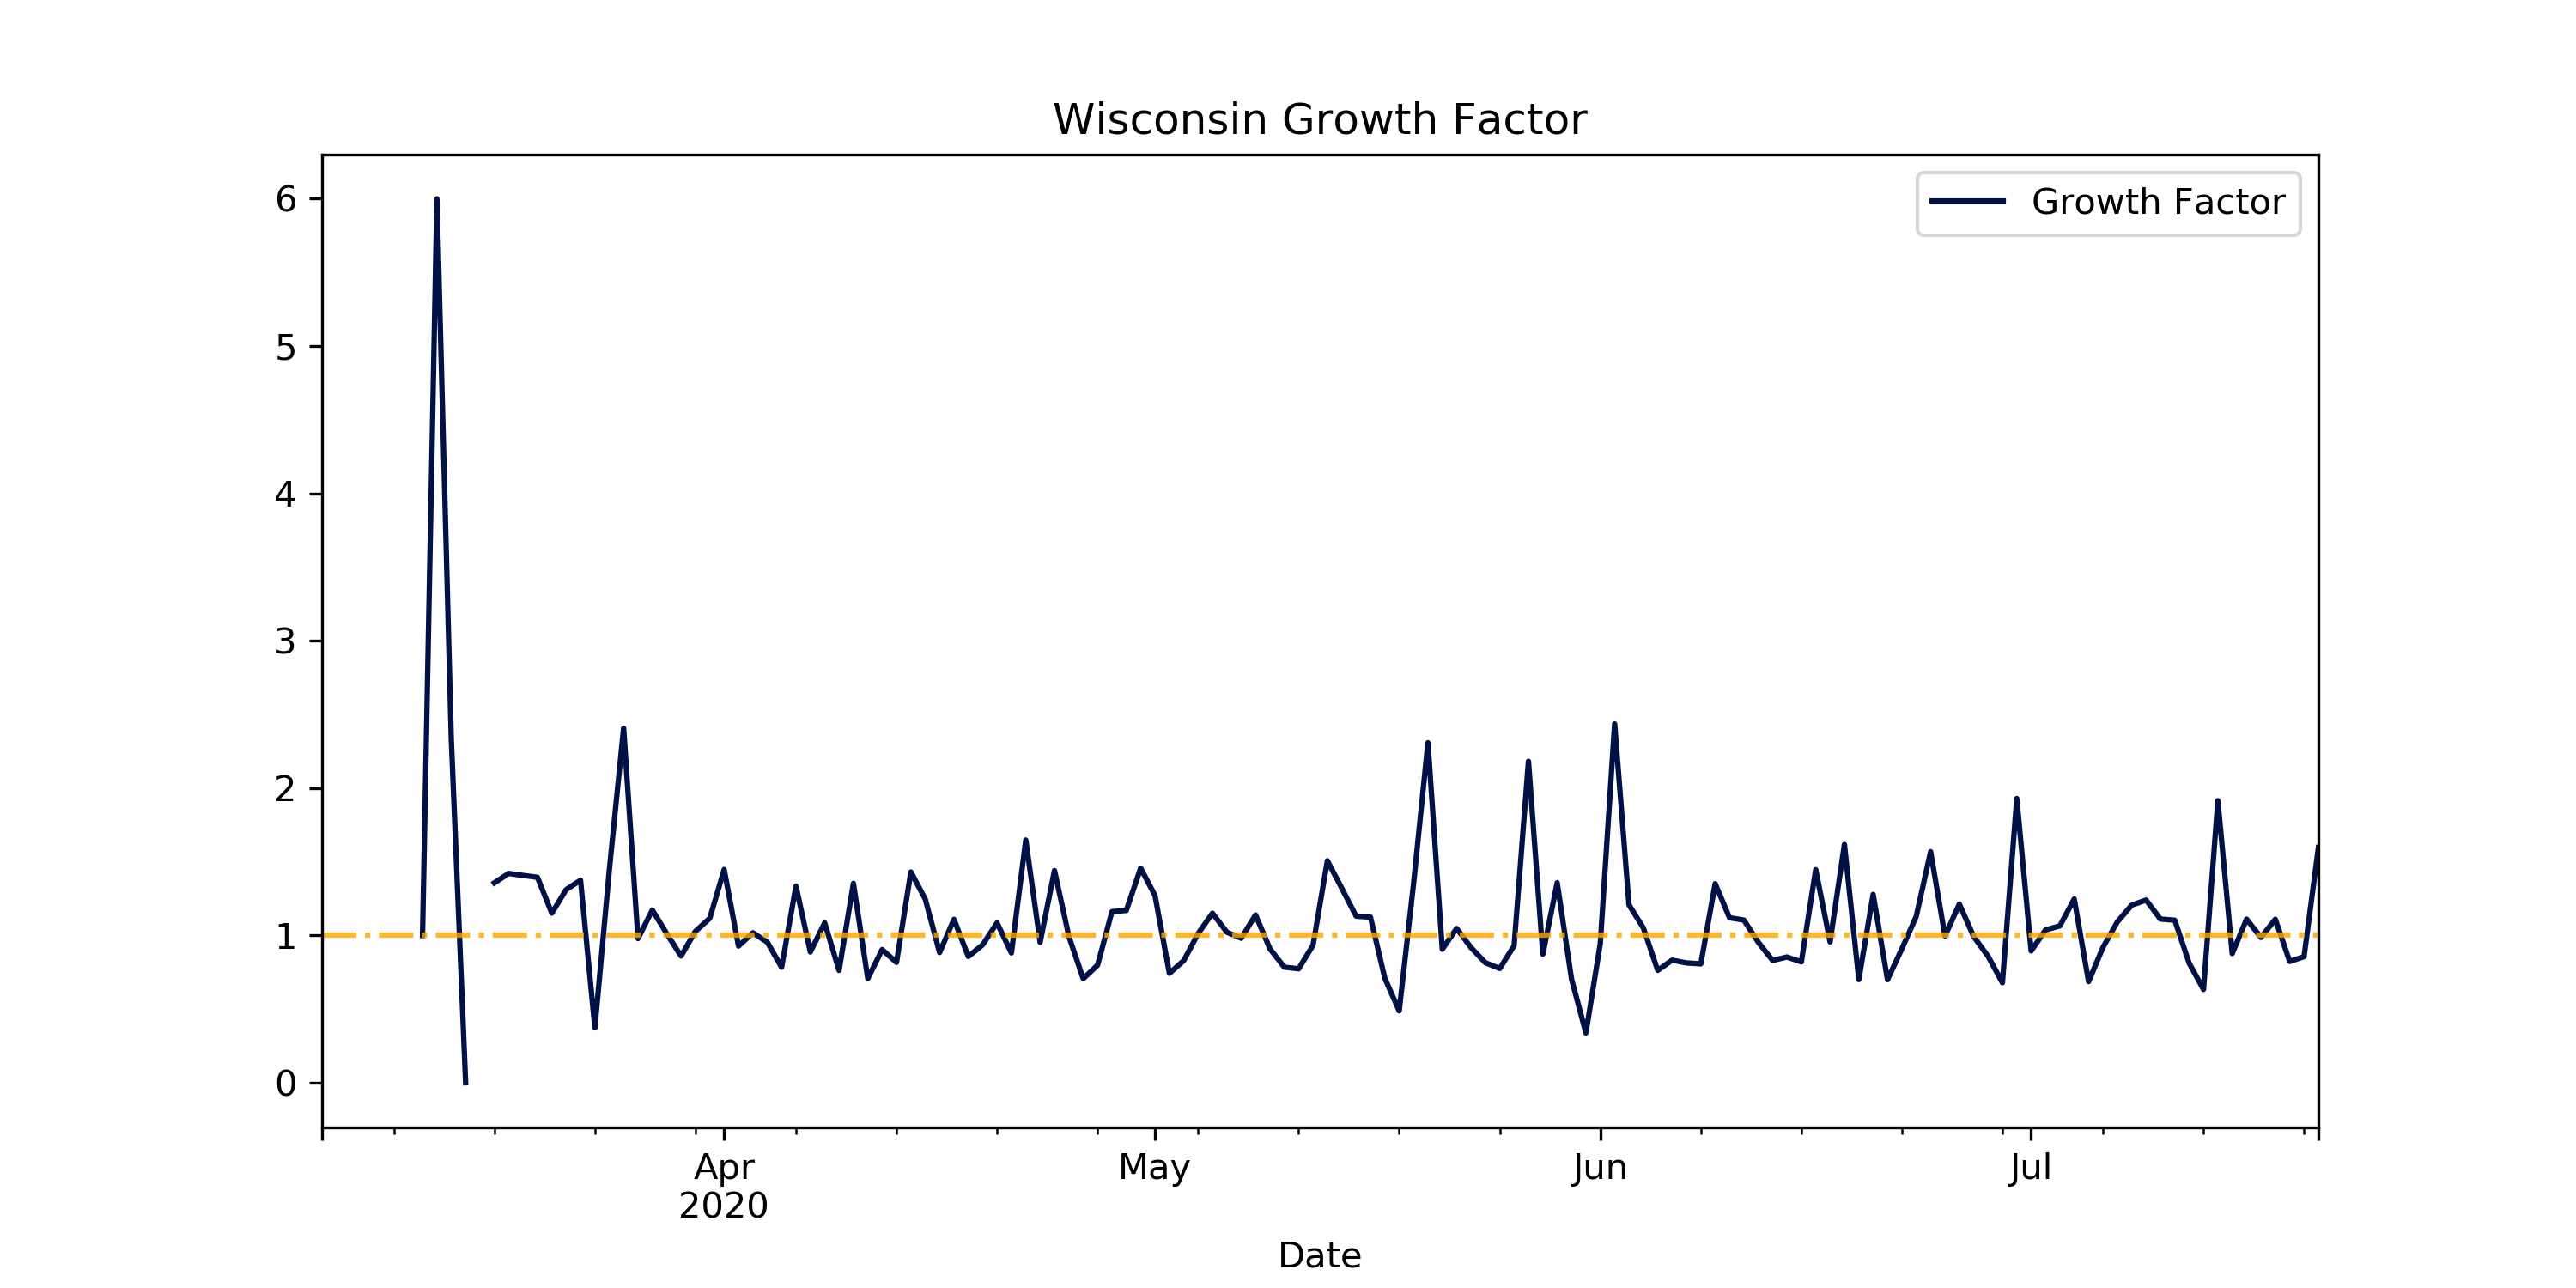 Wisconsin Growth Factor
Growth Factor
6
5
4
3
2
1
0
Apr
2020
May
Jun
Jul
Date